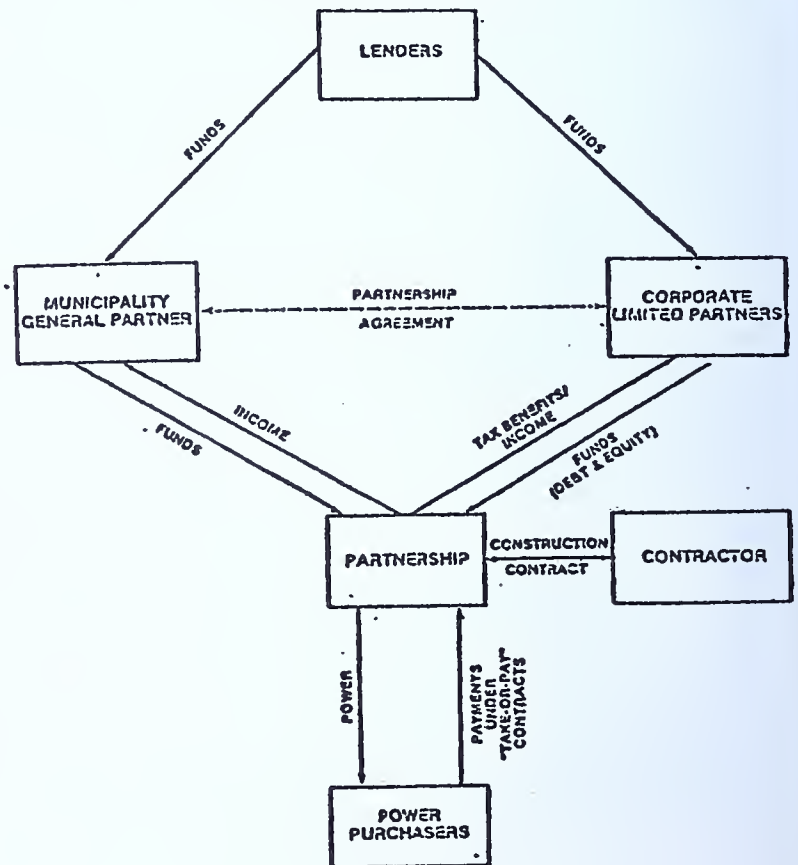 LENDERS
FUNDS
FUNDS
MUNICIPALITY
GENERAL PARTNER
PARTNERSHIP
AGREEMENT
CORPORATE
LIMITED PARTNERS
INCOME
FUNDS
TAX BENEFITS/
INCOME
FUNDS
(DEBT & EQUITY)
PARTNERSHIP
CONSTRUCTION
CONTRACT
CONTRACTOR
POWER
PAYMENTS
UNDER
"TAKE-OR-PAY"
CONTRACTS
POWER
PURCHASERS